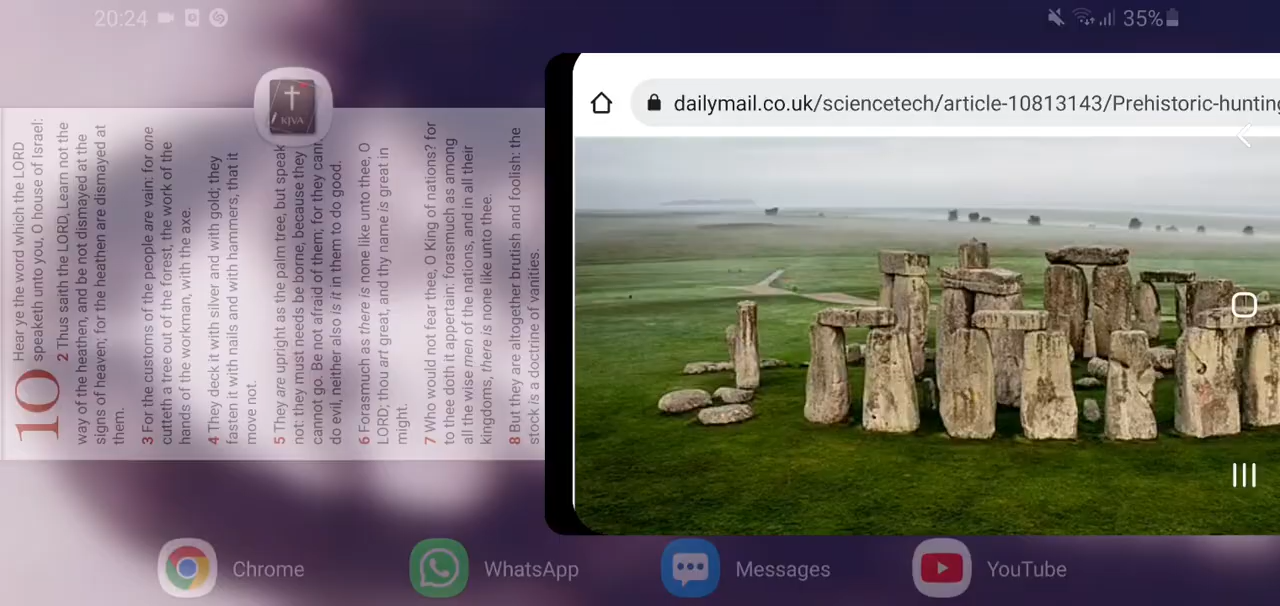 20:24
35%
KJVA
10 Hear ye the word which the LORD
speaketh unto you, O house of Israel:
2 Thus saith the LORD, Learn not the
way of the heathen, and be not dismayed at the
signs of heaven; for the heathen are dismayed at
them.
3 For the customs of the people are vain: for one
cutteth a tree out of the forest, the work of the
hands of the workman, with the axe.
4 They deck it with silver and with gold; they
fasten it with nails and with hammers, that it
move not.
5 They are upright as the palm tree, but speak
not: they must needs be borne, because they
cannot go. Be not afraid of them; for they cann
do evil, neither also is it in them to do good.
6 Forasmuch as there is none like unto thee, O
LORD; thou art great, and thy name is great in
might.
7 Who would not fear thee, O King of nations? for
to thee doth it appertain: forasmuch as among
all the wise men of the nations, and in all their
kingdoms, there is none like unto thee.
8 But they are altogether brutish and foolish: the
stock is a doctrine of vanities.
dailymail.co.uk/sciencetech/article-10813143/Prehistoric-hunting
Chrome
WhatsApp
Messages
YouTube